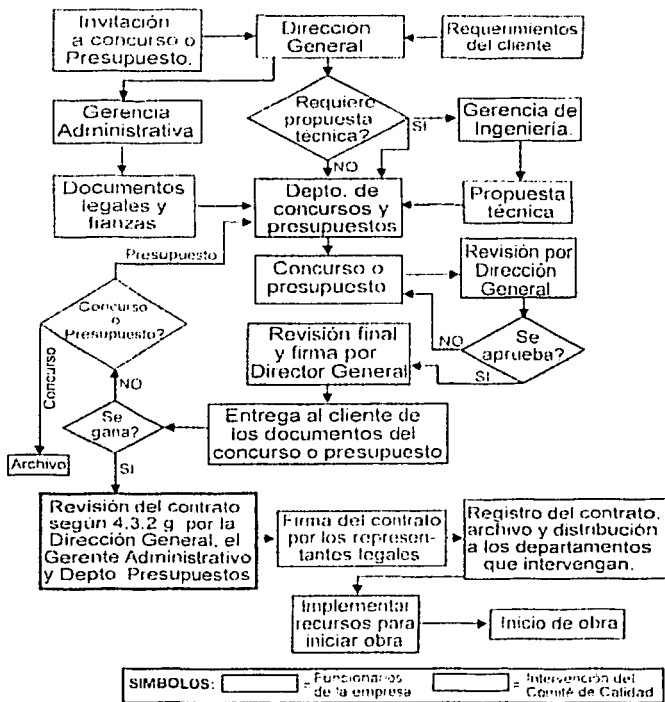 Invitación
a concurso o
Presupuesto.
Dirección
General
Requerimientos
del cliente
Gerencia
Administrativa
Requiere
propuesta
técnica?
SI
NO
Gerencia de
Ingeniería.
Documentos
legales y
fianzas
Depto. de
concursos y
presupuestos
Propuesta
técnica
Presupuesto
Concurso o
presupuesto
Revisión por
Dirección
General
Concurso
o
Presupuesto?
Revisión final
y firma por
Director General
NO
Se
aprueba?
SI
Concurso
NO
Se
gana?
Entrega al cliente de
los documentos del
concurso o presupuesto
Archivo
SI
Revisión del contrato
según 4.3.2 g por la
Dirección General, el
Gerente Administrativo
y Depto Presupuestos
Firma del contrato
por los represen-
tantes legales
Registro del contrato,
archivo y distribución
a los departamentos
que intervengan.
Implementar
recursos para
iniciar obra
Inicio de obra
SIMBOLOS:
= Funcionarios
de la empresa
= Intervención del
Comité de Calidad